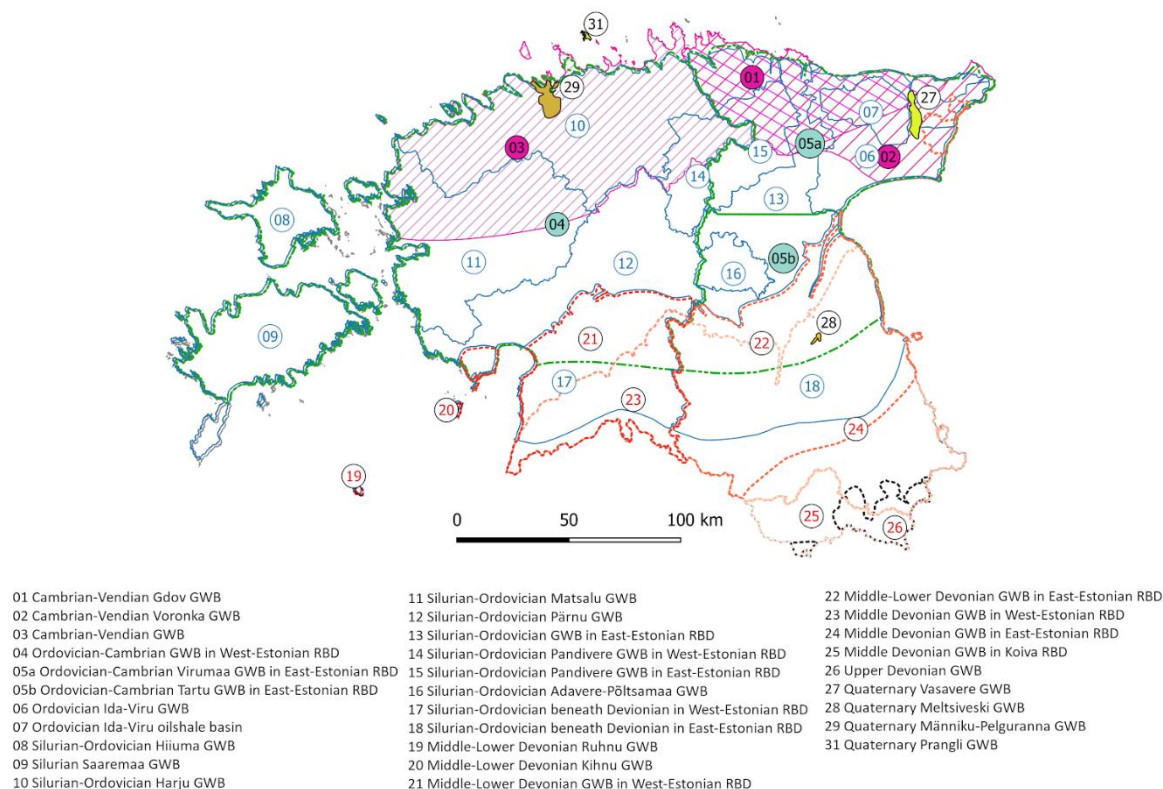 31
29
01
27
10
07
03
15
05a
06
02
14
08
04
13
11
12
16
05b
09
21
22
28
17
18
20
23
24
19
25
26
0 50 100 km
01 Cambrian-Vendian Gdov GWB
02 Cambrian-Vendian Voronka GWB
03 Cambrian-Vendian GWB
04 Ordovician-Cambrian GWB in West-Estonian RBD
05a Ordovician-Cambrian Virumaa GWB in East-Estonian RBD
05b Ordovician-Cambrian Tartu GWB in East-Estonian RBD
06 Ordovician Ida-Viru GWB
07 Ordovician Ida-Viru oilshale basin
08 Silurian-Ordovician Hiiuma GWB
09 Silurian Saaremaa GWB
10 Silurian-Ordovician Harju GWB
11 Silurian-Ordovician Matsalu GWB
12 Silurian-Ordovician Pärnu GWB
13 Silurian-Ordovician GWB in East-Estonian RBD
14 Silurian-Ordovician Pandivere GWB in West-Estonian RBD
15 Silurian-Ordovician Pandivere GWB in East-Estonian RBD
16 Silurian-Ordovician Adavere-Põltsamaa GWB
17 Silurian-Ordovician beneath Devionian in West-Estonian RBD
18 Silurian-Ordovician beneath Devionian in East-Estonian RBD
19 Middle-Lower Devonian Ruhnu GWB
20 Middle-Lower Devonian Kihnu GWB
21 Middle-Lower Devonian GWB in West-Estonian RBD
22 Middle-Lower Devonian GWB in East-Estonian RBD
23 Middle Devonian GWB in West-Estonian RBD
24 Middle Devonian GWB in East-Estonian RBD
25 Middle Devonian GWB in Koiva RBD
26 Upper Devonian GWB
27 Quaternary Vasavere GWB
28 Quaternary Meltsiveski GWB
29 Quaternary Männiku-Pelguranna GWB
31 Quaternary Prangli GWB